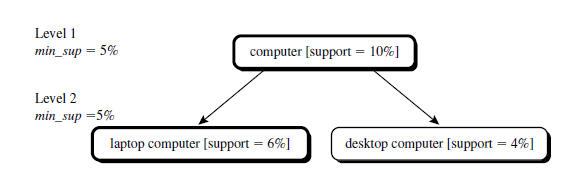 Level 1
min_sup = 5%
computer [support = 10%]
Level 2
min_sup =5%
laptop computer [support = 6%]
desktop computer [support = 4%]